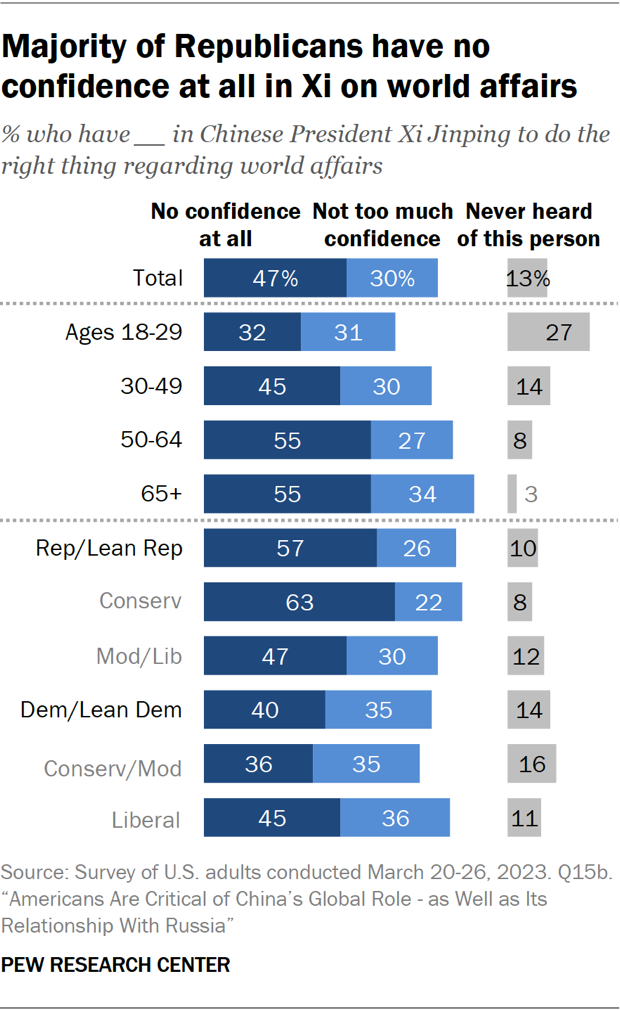 Majority of Republicans have no
confidence at all in Xi on world affairs
% who have __ in Chinese President Xi Jinping to do the
right thing regarding world affairs
No confidence at all Not too much confidence Never heard of this person
Total 47% 30% 13%
Ages 18-29 32 31 27
30-49 45 30 14
50-64 55 27 8
65+ 55 34 3
Rep/Lean Rep 57 26 10
Conserv 63 22 8
Mod/Lib 47 30 12
Dem/Lean Dem 40 35 14
Conserv/Mod 36 35 16
Liberal 45 36 11
Source: Survey of U.S. adults conducted March 20-26, 2023. Q15b.
“Americans Are Critical of China’s Global Role - as Well as Its
Relationship With Russia”
PEW RESEARCH CENTER